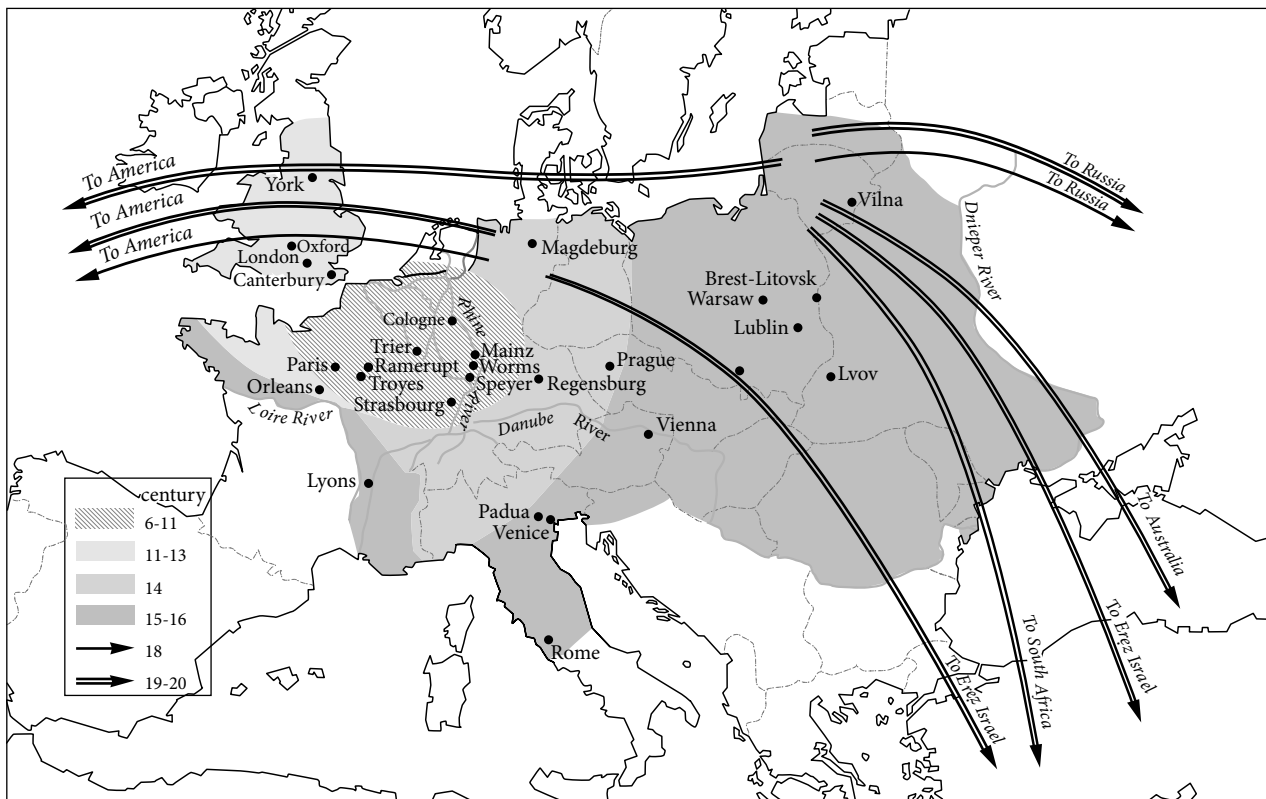 To America
To America
To America
To Russia
To Russia
York
Vilna
Dnieper River
Oxford
London
Canterbury
Magdeburg
Brest-Litovsk
Warsaw
Lublin
Cologne
Rhine
River
Trier
Mainz
Paris
Ramerupt
Worms
Prague
Troyes
Speyer
Regensburg
Lvov
Orleans
Strasbourg
Loire River
Danube
River
Vienna
Lyons
Padua
Venice
Rome
To Australia
To Ereẓ Israel
To South Africa
To Ereẓ Israel
century
6-11
11-13
14
15-16
18
19-20